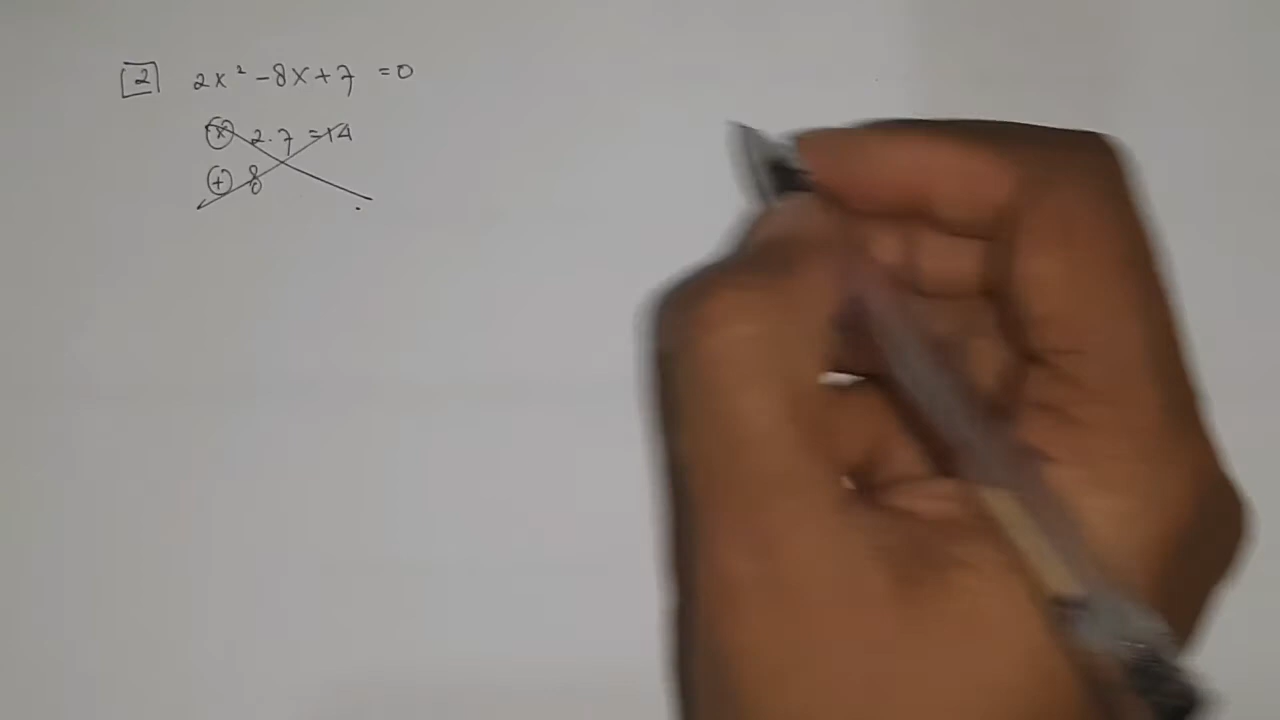 2 2x² - 8x + 7 = 0
(×) 2.7 = 14
(+) 8